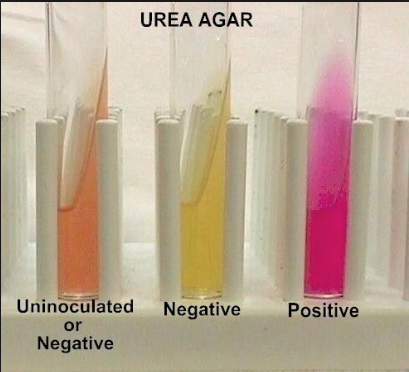 UREA AGAR
Uninoculated
or
Negative
Negative
Positive